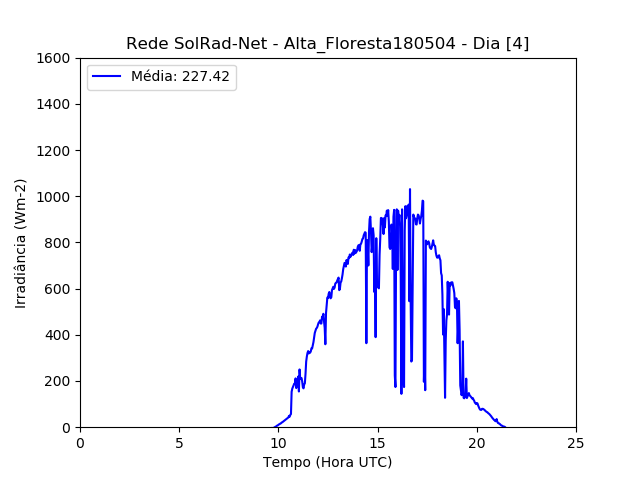 Rede SolRad-Net - Alta_Floresta180504 - Dia [4]
Média: 227.42
Irradiância (Wm-2)
1600
1400
1200
1000
800
600
400
200
0
0 5 10 15 20 25
Tempo (Hora UTC)